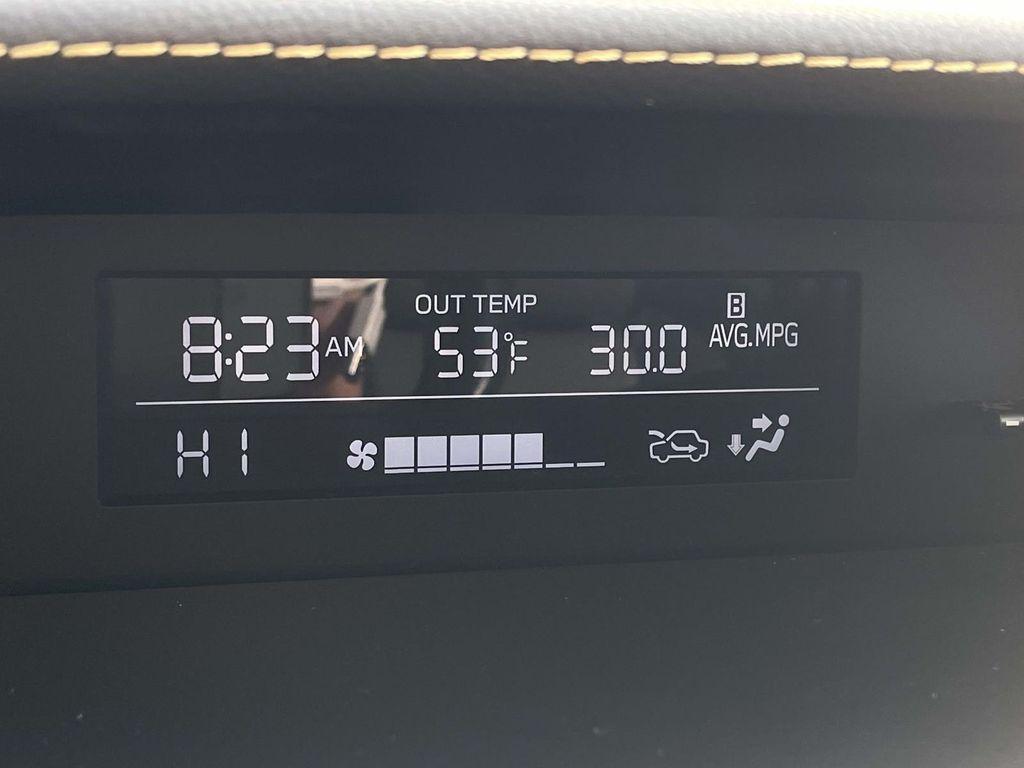 OUT TEMP B
8:23 AM 53°F 30.0 AVG.MPG
HI